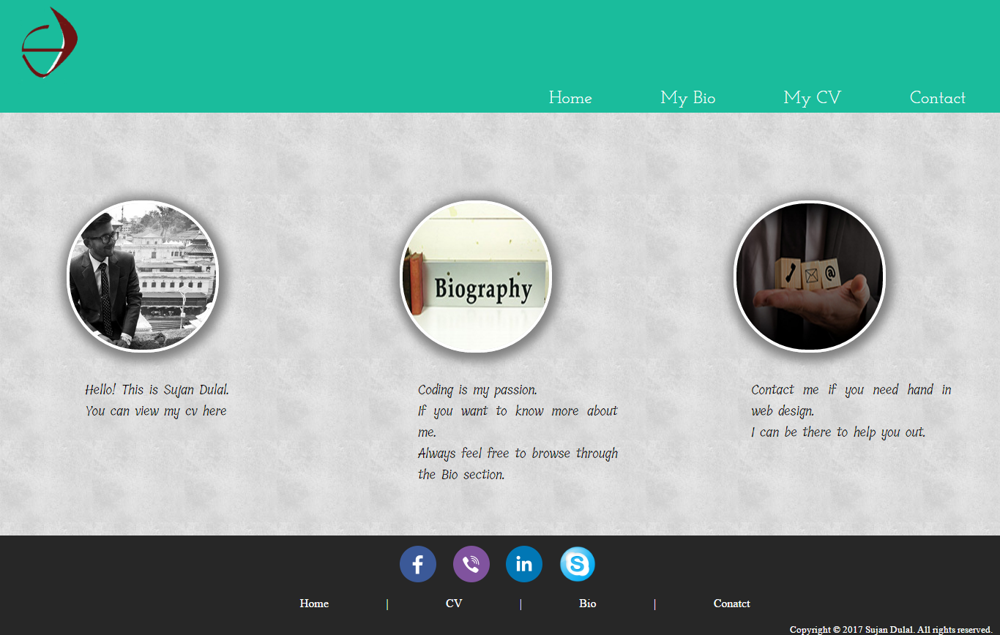 Home
My Bio
My CV
Contact
Biography
@
Hello! This is Sujan Dulal.
You can view my cv here
Coding is my passion.
If you want to know more about
me.
Always feel free to browse through
the Bio section.
Contact me if you need hand in
web design.
I can be there to help you out.
f
in
S
Home | CV | Bio | Conatct
Copyright © 2017 Sujan Dulal. All rights reserved.